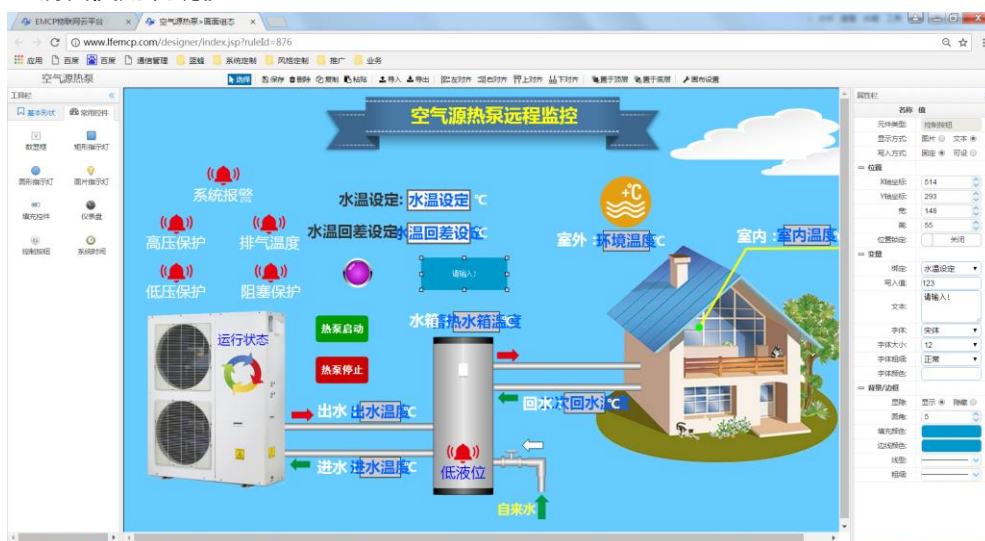 EMCP物联网云平台
空气源热泵>画面组态
www.lfemcp.com/designer/index.jsp?ruleId=876
应用 百度 百度 通信管理 蓝蜂 系统定制 风格定制 推广 业务
空气源热泵
选择 保存 删除 复制 粘贴 导入 导出 左对齐 右对齐 上对齐 下对齐 置于顶层 置于底层 画布设置
工具栏
基本形状 常用控件
数显框 矩形指示灯
圆形指示灯 图片指示灯
填充控件 仪表盘
控制按钮 系统时间
空气源热泵远程监控
系统报警
高压保护 排气温度
低压保护 阻塞保护
水温设定: 水温设定 ℃
水温回差设定 水温回差设定
请输入!
+℃
室外: 环境温度
室内: 室内温度
运行状态
热泵启动
热泵停止
水箱 热水箱温度
出水 出水温度
进水 进水温度
回水 次回水 ℃
低液位
自来水
属性栏
名称 值
元件类型: 控制按钮
显示方式: 图片 文本
写入方式: 固定 可设
位置
X轴坐标: 514
Y轴坐标: 293
宽: 148
高: 55
位置锁定: 关闭
变量
绑定: 水温设定
写入值: 123
文本: 请输入!
字体: 宋体
字体大小: 12
字体粗细: 正常
字体颜色:
背景/边框
显隐: 显示 隐藏
圆角: 5
填充颜色:
边线颜色:
线型:
粗细: